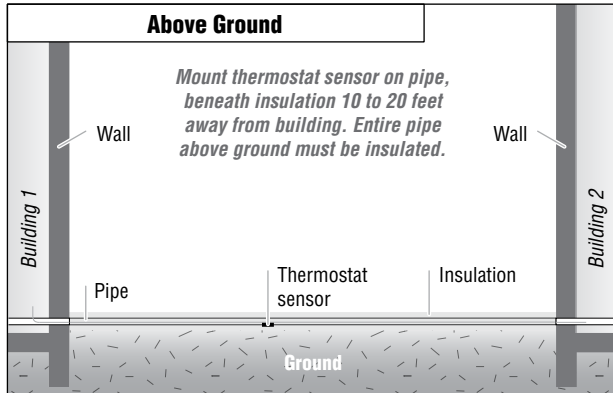 Above Ground
Mount thermostat sensor on pipe,
beneath insulation 10 to 20 feet
away from building. Entire pipe
above ground must be insulated.
Wall
Wall
Building 1
Building 2
Pipe
Thermostat
sensor
Insulation
Ground